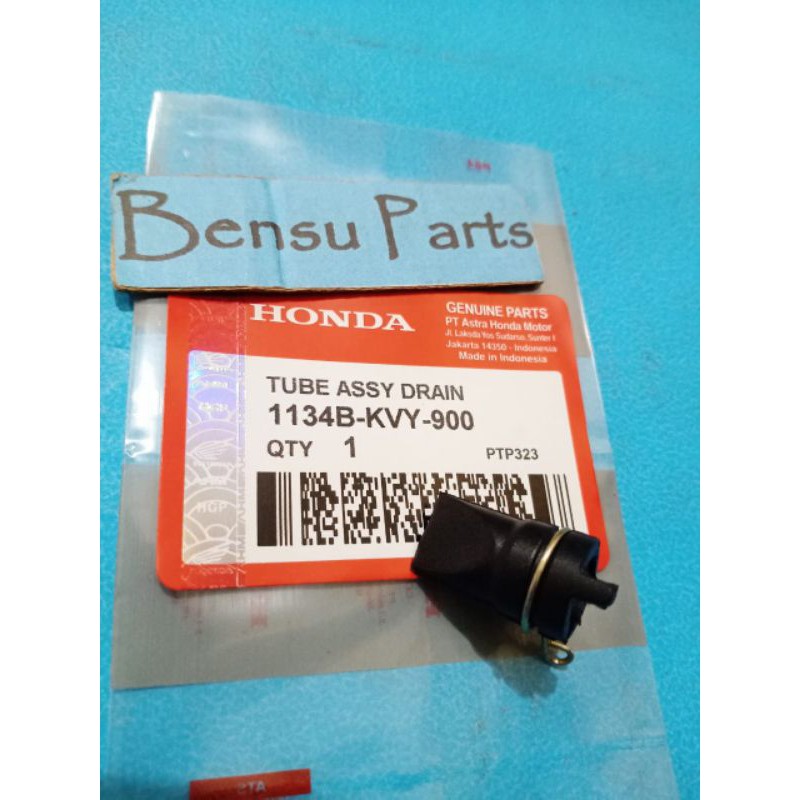 Bensu Parts
HONDA
GENUINE PARTS
PT Astra Honda Motor
Jl. Laksda Yos Sudarso, Sunter I
Jakarta 14350 - Indonesia
Made in Indonesia
TUBE ASSY DRAIN
1134B-KVY-900
QTY 1
PTP323
HGP